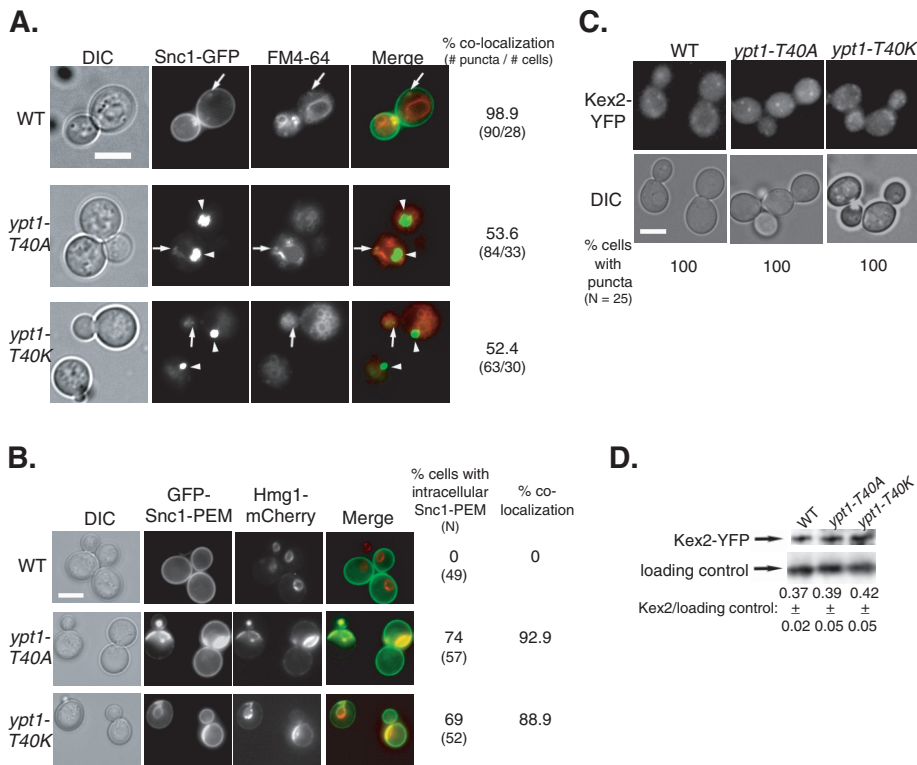 A.
DIC Snc1-GFP FM4-64 Merge % co-localization
(# puncta / # cells)
WT 98.9
(90/28)
ypt1-
T40A 53.6
(84/33)
ypt1-
T40K 52.4
(63/30)
B.
DIC GFP-
Snc1-PEM Hmg1-
mCherry Merge % cells with
intracellular
Snc1-PEM
(N) % co-
localization
WT 0 0
(49)
ypt1-
T40A 74 92.9
(57)
ypt1-
T40K 69 88.9
(52)
C.
WT ypt1-T40A ypt1-T40K
Kex2-
YFP
DIC
% cells
with
puncta
(N = 25) 100 100 100
D.
WT ypt1-T40A ypt1-T40K
Kex2-YFP
loading control
0.37 0.39 0.42
Kex2/loading control: ± ± ±
0.02 0.05 0.05